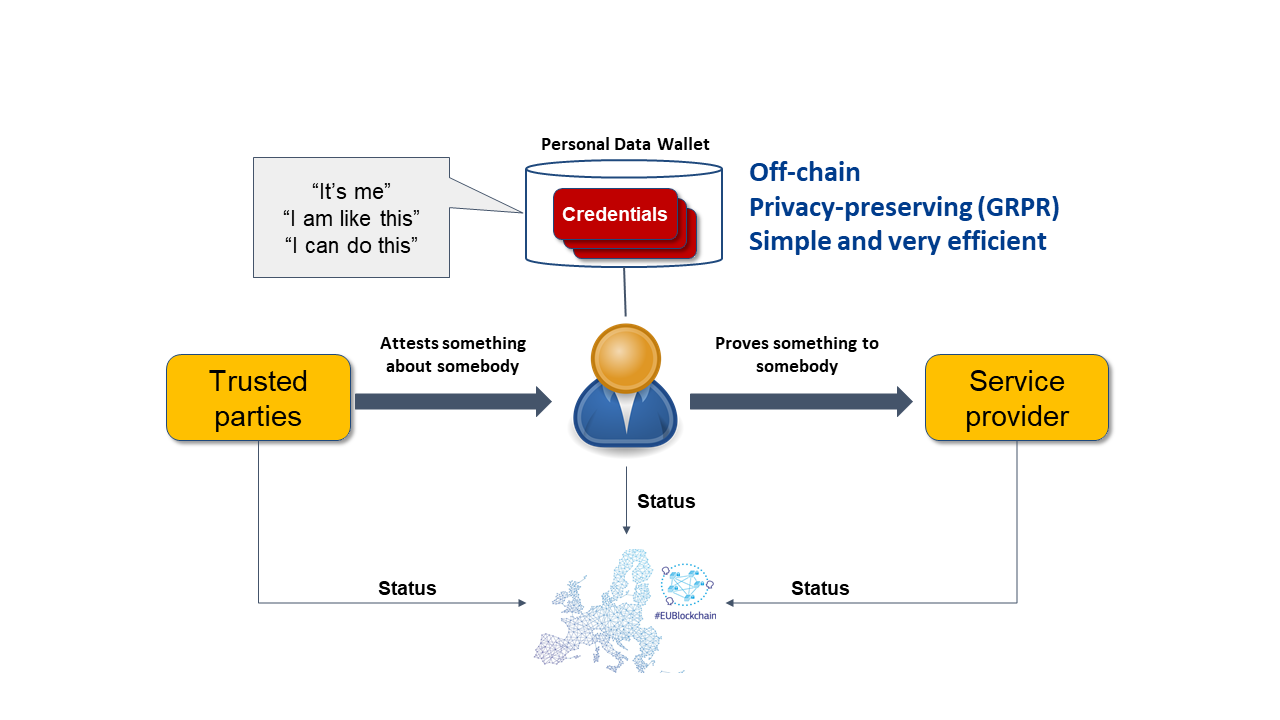 Personal Data Wallet
“It’s me”
“I am like this”
“I can do this”
Credentials
Off-chain
Privacy-preserving (GRPR)
Simple and very efficient
Attests something
about somebody
Proves something to
somebody
Trusted
parties
Service
provider
Status
Status
Status
#EUBlockchain